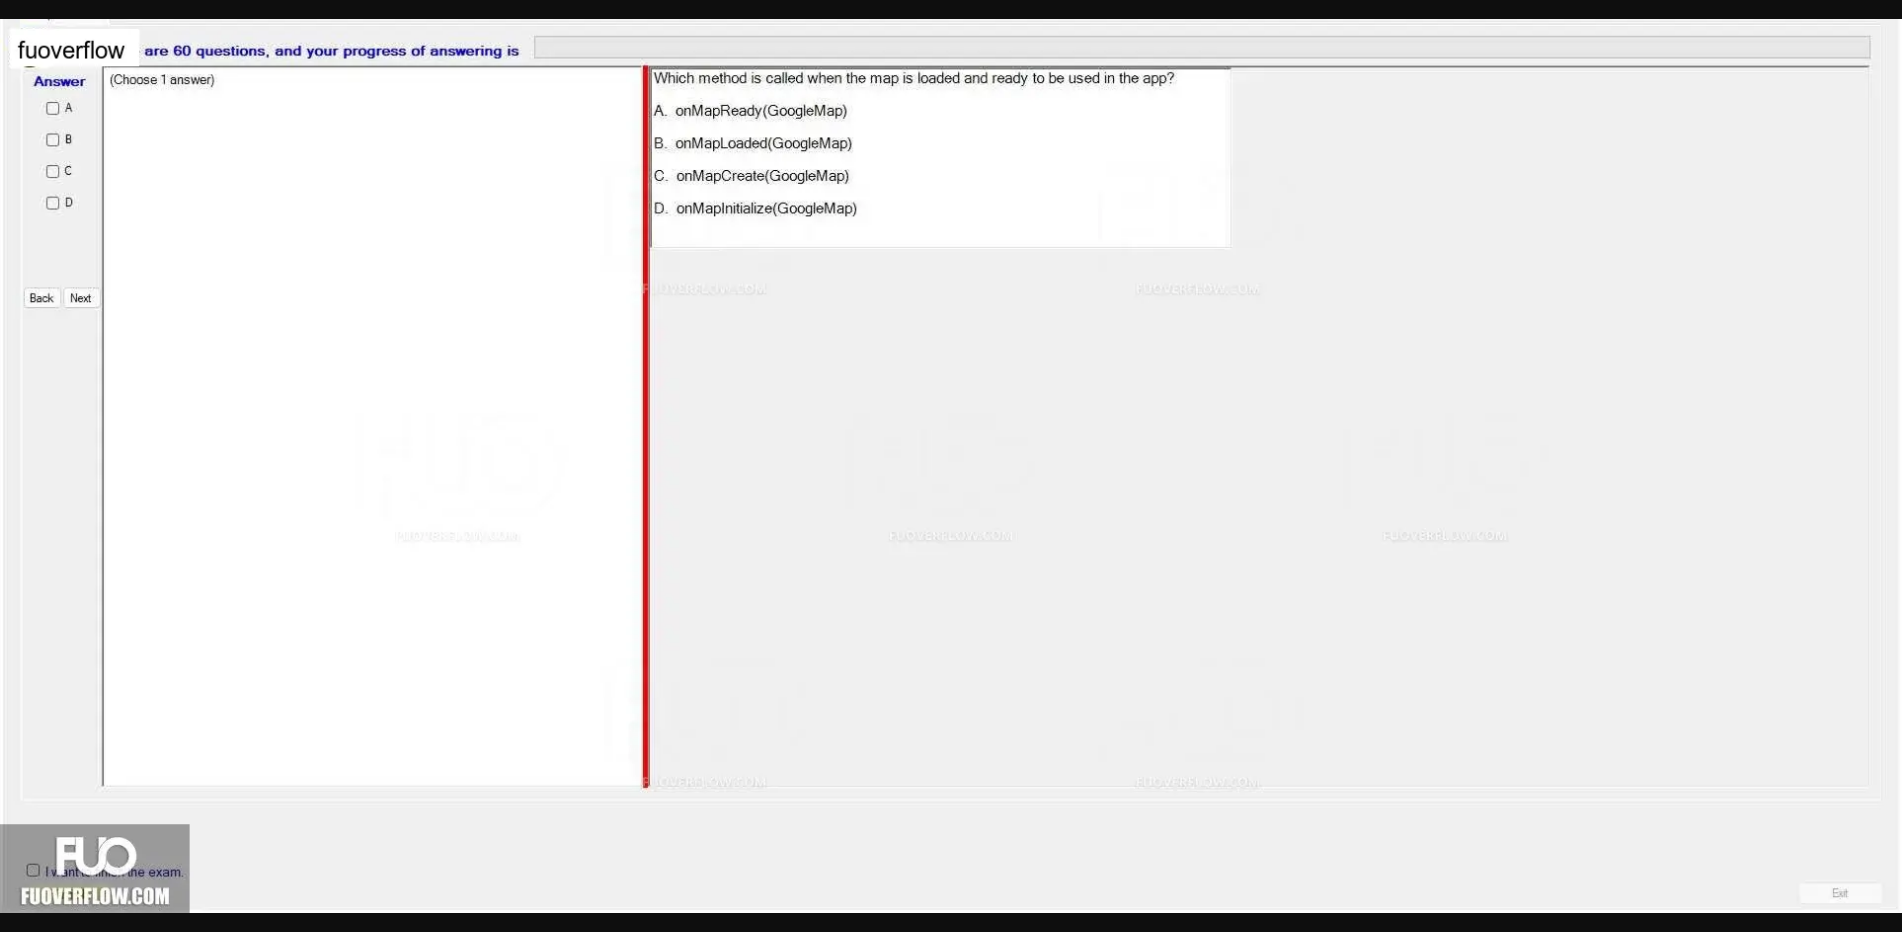 fuoverflow are 60 questions, and your progress of answering is
Answer
(Choose 1 answer)
A
B
C
D
Back Next
Which method is called when the map is loaded and ready to be used in the app?
A. onMapReady(GoogleMap)
B. onMapLoaded(GoogleMap)
C. onMapCreate(GoogleMap)
D. onMapInitialize(GoogleMap)
FUOVERFLOW.COM FUOVERFLOW.COM
FUOVERFLOW.COM FUOVERFLOW.COM FUOVERFLOW.COM
FUOVERFLOW.COM FUOVERFLOW.COM
FUO
I want to finish the exam.
FUOVERFLOW.COM
Exit